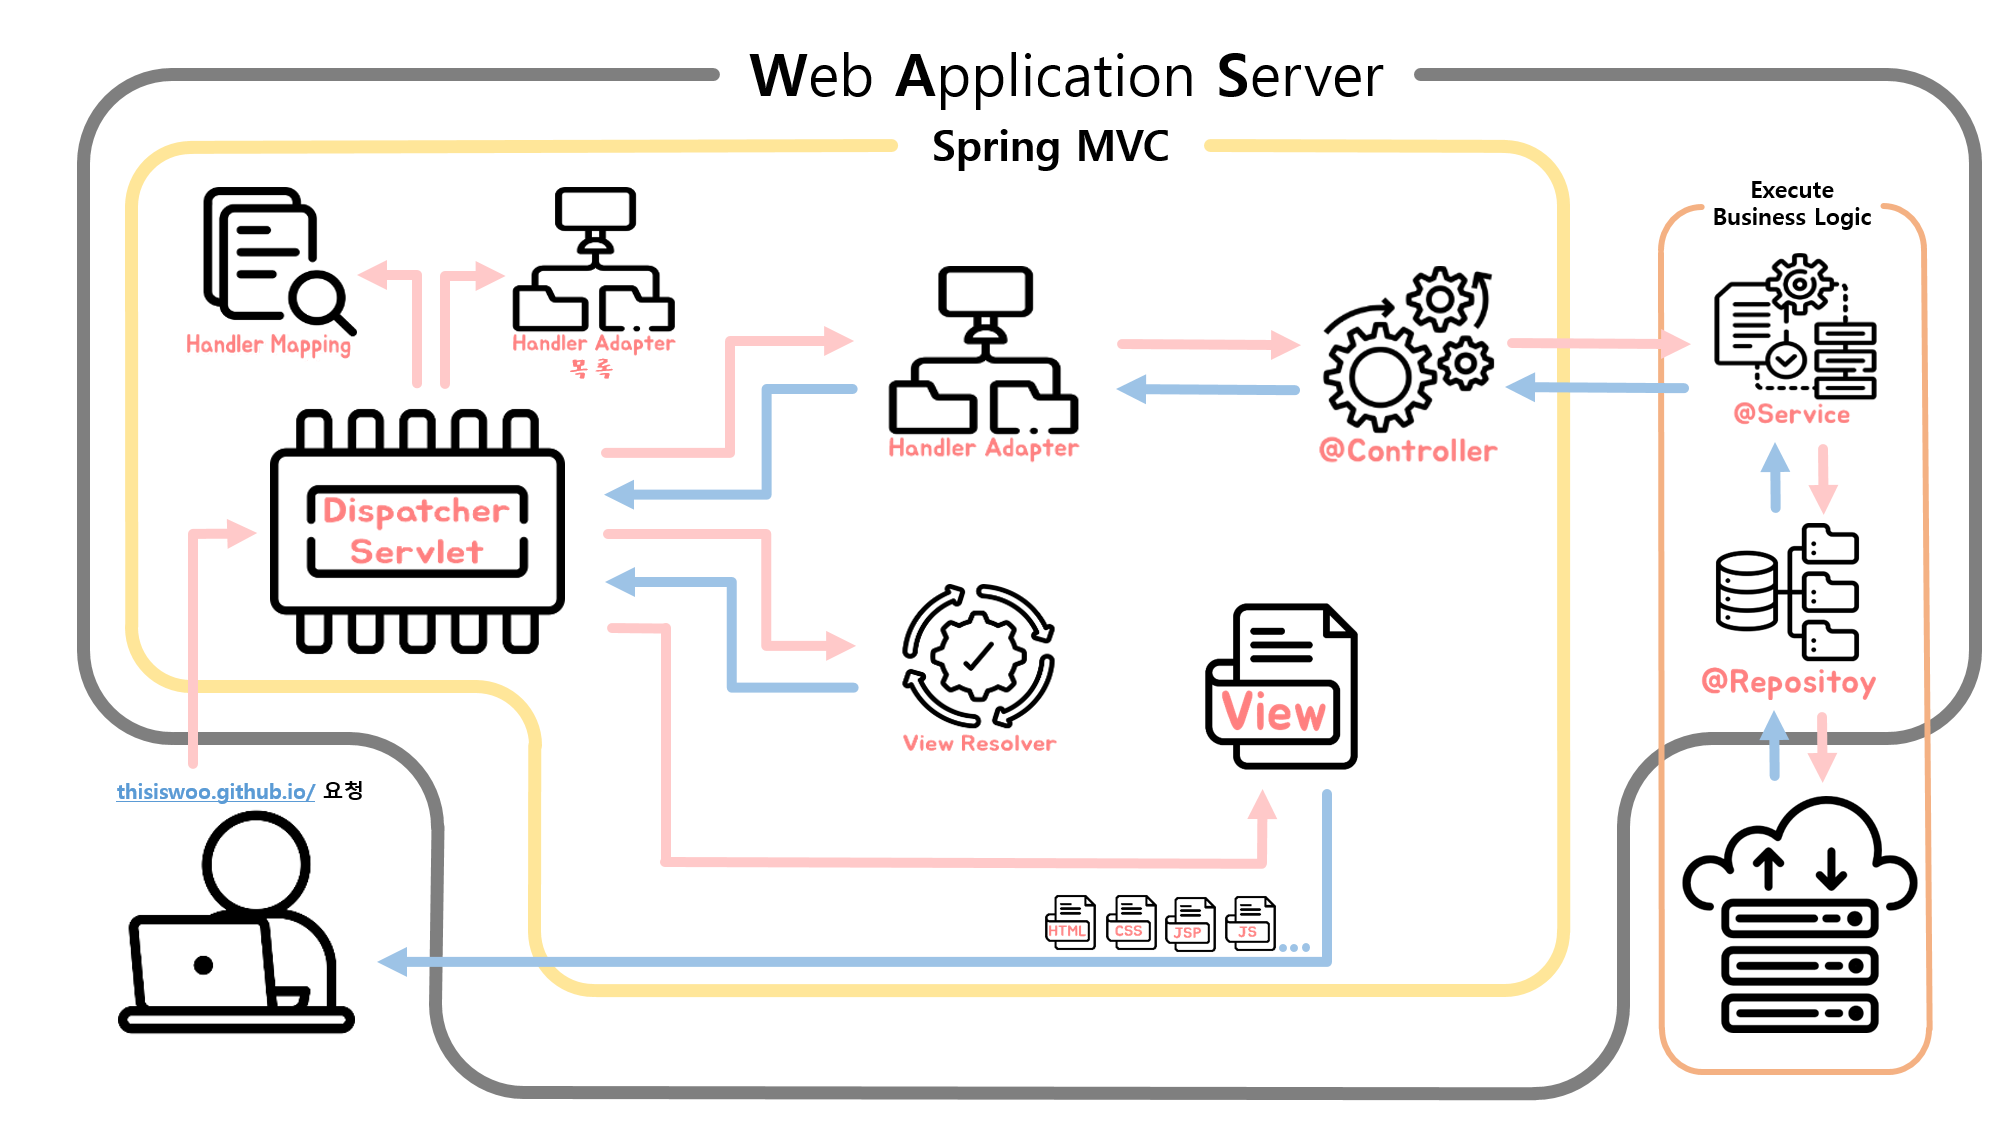 Web Application Server
Spring MVC
Execute
Business Logic
Handler Mapping
Handler Adapter
목록
Handler Adapter
@Controller
@Service
Dispatcher
Servlet
@Repositoy
View Resolver
View
thisiswoo.github.io/ 요청
HTML
CSS
JSP
JS
...